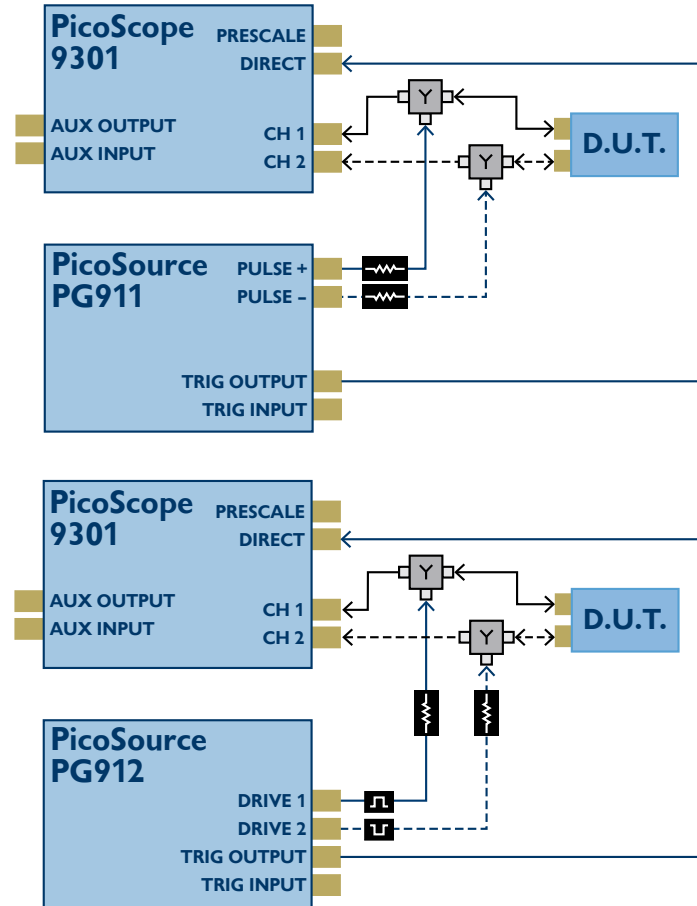 PicoScope
9301
PRESCALE
DIRECT
AUX OUTPUT
AUX INPUT
CH 1
CH 2
Y
Y
D.U.T.
PicoSource
PG911
PULSE +
PULSE –
TRIG OUTPUT
TRIG INPUT
PicoScope
9301
PRESCALE
DIRECT
AUX OUTPUT
AUX INPUT
CH 1
CH 2
Y
Y
D.U.T.
PicoSource
PG912
DRIVE 1
DRIVE 2
TRIG OUTPUT
TRIG INPUT